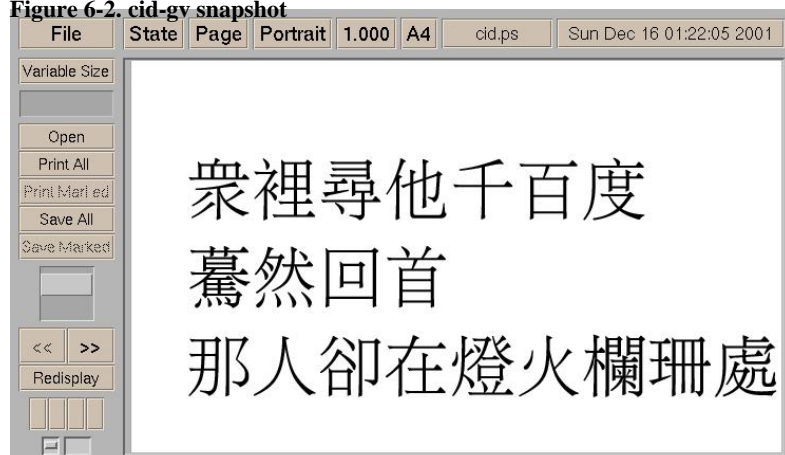 Figure 6-2. cid-gv snapshot
File State Page Portrait 1.000 A4 cid.ps Sun Dec 16 01:22:05 2001
Variable Size
Open
Print All
Print Marked
Save All
Save Marked
<< >>
Redisplay
衆裡尋他千百度
驀然回首
那人卻在燈火欄珊處